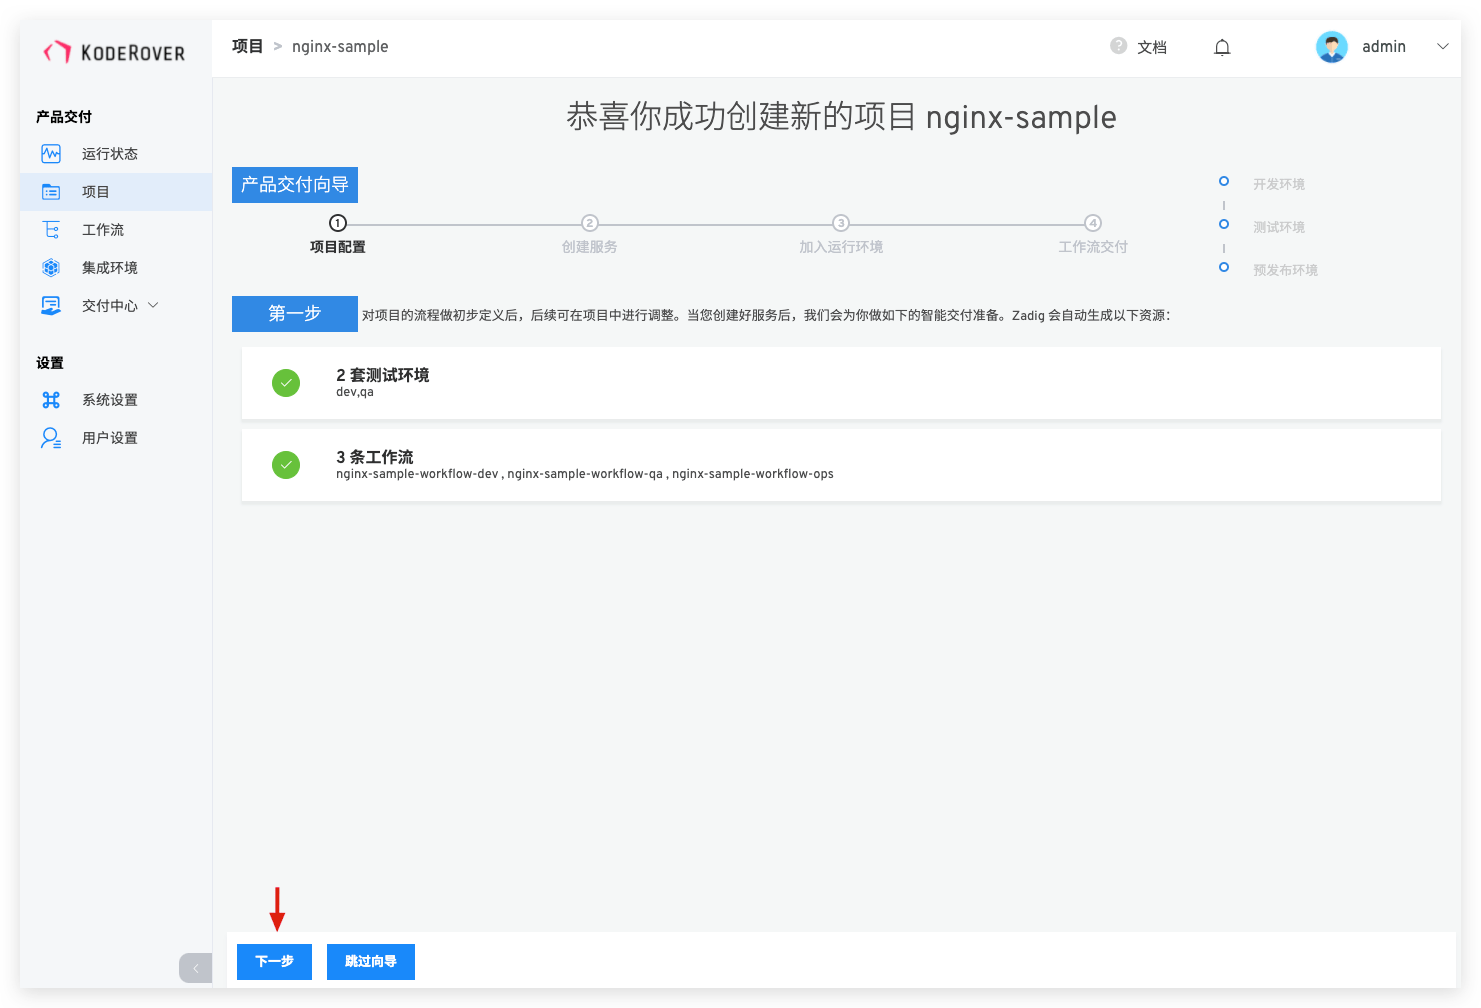 KODEROVER
项目 > nginx-sample
? 文档
admin
产品交付
运行状态
项目
工作流
集成环境
交付中心
设置
系统设置
用户设置
恭喜你成功创建新的项目 nginx-sample
产品交付向导
1 项目配置
2 创建服务
3 加入运行环境
4 工作流交付
开发环境
测试环境
预发布环境
第一步 对项目的流程做初步定义后，后续可在项目中进行调整。当您创建好服务后，我们会为你做如下的智能交付准备。Zadig 会自动生成以下资源：
2 套测试环境
dev,qa
3 条工作流
nginx-sample-workflow-dev , nginx-sample-workflow-qa , nginx-sample-workflow-ops
下一步 跳过向导